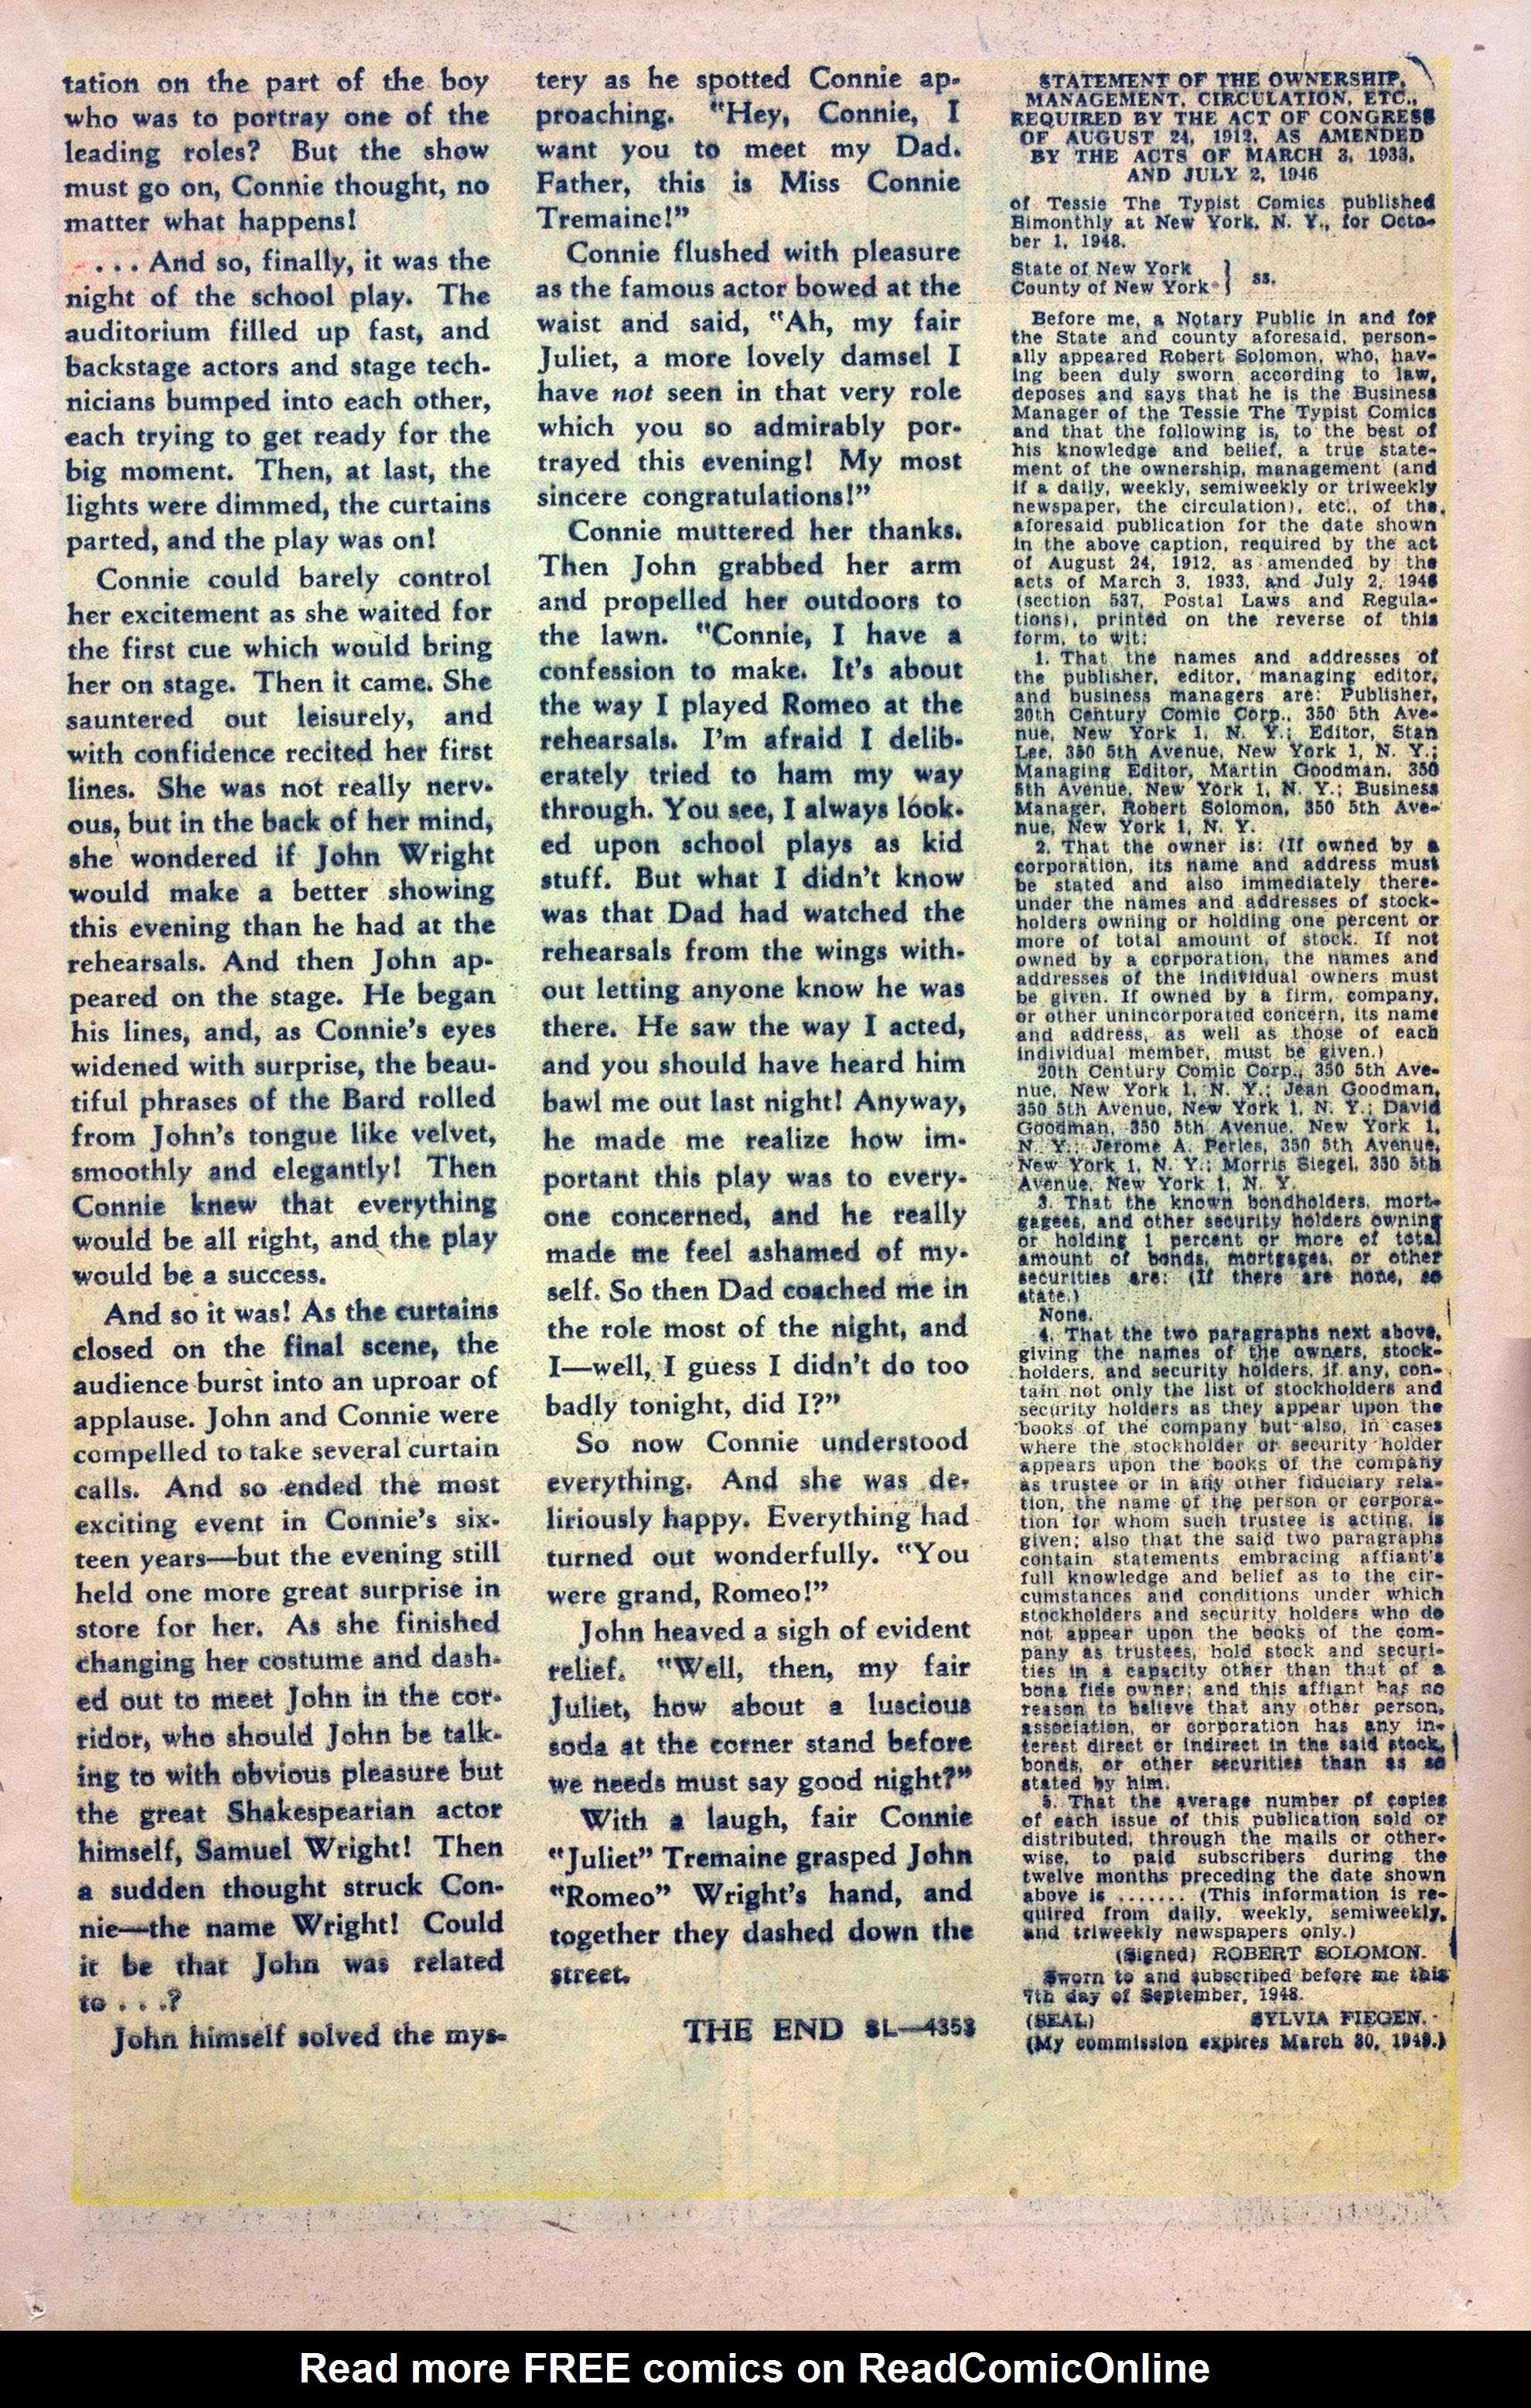 tation on the part of the boy
who was to portray one of the
leading roles? But the show
must go on, Connie thought, no
matter what happens!
. . . And so, finally, it was the
night of the school play. The
auditorium filled up fast, and
backstage actors and stage tech-
nicians bumped into each other,
each trying to get ready for the
big moment. Then, at last, the
lights were dimmed, the curtains
parted, and the play was on!
Connie could barely control
her excitement as she waited for
the first cue which would bring
her on stage. Then it came. She
sauntered out leisurely, and
with confidence recited her first
lines. She was not really nerv-
ous, but in the back of her mind,
she wondered if John Wright
would make a better showing
this evening than he had at the
rehearsals. And then John ap-
peared on the stage. He began
his lines, and, as Connie's eyes
widened with surprise, the beau-
tiful phrases of the Bard rolled
from John's tongue like velvet,
smoothly and elegantly! Then
Connie knew that everything
would be all right, and the play
would be a success.
And so it was! As the curtains
closed on the final scene, the
audience burst into an uproar of
applause. John and Connie were
compelled to take several curtain
calls. And so ended the most
exciting event in Connie's six-
teen years—but the evening still
held one more great surprise in
store for her. As she finished
changing her costume and dash-
ed out to meet John in the cor-
ridor, who should John be talk-
ing to with obvious pleasure but
the great Shakespearian actor
himself, Samuel Wright! Then
a sudden thought struck Con-
nie—the name Wright! Could
it be that John was related
to . . .?
John himself solved the mys-
tery as he spotted Connie ap-
proaching. "Hey, Connie, I
want you to meet my Dad.
Father, this is Miss Connie
Tremaine!"
Connie flushed with pleasure
as the famous actor bowed at the
waist and said, "Ah, my fair
Juliet, a more lovely damsel I
have not seen in that very role
which you so admirably por-
trayed this evening! My most
sincere congratulations!"
Connie muttered her thanks.
Then John grabbed her arm
and propelled her outdoors to
the lawn. "Connie, I have a
confession to make. It's about
the way I played Romeo at the
rehearsals. I'm afraid I delib-
erately tried to ham my way
through. You see, I always look-
ed upon school plays as kid
stuff. But what I didn't know
was that Dad had watched the
rehearsals from the wings with-
out letting anyone know he was
there. He saw the way I acted,
and you should have heard him
bawl me out last night! Anyway,
he made me realize how im-
portant this play was to every-
one concerned, and he really
made me feel ashamed of my-
self. So then Dad coached me in
the role most of the night, and
I—well, I guess I didn't do too
badly tonight, did I?"
So now Connie understood
everything. And she was de-
liriously happy. Everything had
turned out wonderfully. "You
were grand, Romeo!"
John heaved a sigh of evident
relief. "Well, then, my fair
Juliet, how about a luscious
soda at the corner stand before
we needs must say good night?"
With a laugh, fair Connie
"Juliet" Tremaine grasped John
"Romeo" Wright's hand, and
together they dashed down the
street.
THE END SL—4353
STATEMENT OF THE OWNERSHIP,
MANAGEMENT, CIRCULATION, ETC.,
REQUIRED BY THE ACT OF CONGRESS
OF AUGUST 24, 1912, AS AMENDED
BY THE ACTS OF MARCH 3, 1933,
AND JULY 2, 1946
of Tessie The Typist Comics published
Bimonthly at New York, N. Y., for Octo-
ber 1, 1948.
State of New York
County of New York } ss.
Before me, a Notary Public in and for
the State and county aforesaid, person-
ally appeared Robert Solomon, who, hav-
ing been duly sworn according to law,
deposes and says that he is the Business
Manager of the Tessie The Typist Comics
and that the following is, to the best of
his knowledge and belief, a true state-
ment of the ownership, management (and
if a daily, weekly, semiweekly or triweekly
newspaper, the circulation), etc., of the
aforesaid publication for the date shown
in the above caption, required by the act
of August 24, 1912, as amended by the
acts of March 3, 1933, and July 2, 1946
(section 537, Postal Laws and Regula-
tions), printed on the reverse of this
form, to wit:
1. That the names and addresses of
the publisher, editor, managing editor,
and business managers are: Publisher,
20th Century Comic Corp., 350 5th Ave-
nue, New York 1, N. Y.; Editor, Stan
Lee, 350 5th Avenue, New York 1, N. Y.;
Managing Editor, Martin Goodman, 350
5th Avenue, New York 1, N. Y.; Business
Manager, Robert Solomon, 350 5th Ave-
nue, New York 1, N. Y.
2. That the owner is: (If owned by a
corporation, its name and address must
be stated and also immediately there-
under the names and addresses of stock-
holders owning or holding one percent or
more of total amount of stock. If not
owned by a corporation, the names and
addresses of the individual owners must
be given. If owned by a firm, company,
or other unincorporated concern, its name
and address, as well as those of each
individual member, must be given.)
20th Century Comic Corp., 350 5th Ave-
nue, New York 1, N. Y.; Jean Goodman,
350 5th Avenue, New York 1, N. Y.; David
Goodman, 350 5th Avenue, New York 1,
N. Y.; Jerome A. Perles, 350 5th Avenue,
New York 1, N. Y.; Morris Siegel, 350 5th
Avenue, New York 1, N. Y.
3. That the known bondholders, mort-
gagees, and other security holders owning
or holding 1 percent or more of total
amount of bonds, mortgages, or other
securities are: (If there are none, so
state.)
None.
4. That the two paragraphs next above,
giving the names of the owners, stock-
holders, and security holders, if any, con-
tain not only the list of stockholders and
security holders as they appear upon the
books of the company but also, in cases
where the stockholder or security holder
appears upon the books of the company
as trustee or in any other fiduciary rela-
tion, the name of the person or corpora-
tion for whom such trustee is acting, is
given; also that the said two paragraphs
contain statements embracing affiant's
full knowledge and belief as to the cir-
cumstances and conditions under which
stockholders and security holders who do
not appear upon the books of the com-
pany as trustees, hold stock and securi-
ties in a capacity other than that of a
bona fide owner; and this affiant has no
reason to believe that any other person,
association, or corporation has any in-
terest direct or indirect in the said stock,
bonds, or other securities than as so
stated by him.
5. That the average number of copies
of each issue of this publication sold or
distributed, through the mails or other-
wise, to paid subscribers during the
twelve months preceding the date shown
above is ....... (This information is re-
quired from daily, weekly, semiweekly,
and triweekly newspapers only.)
(Signed) ROBERT SOLOMON.
Sworn to and subscribed before me this
7th day of September, 1948.
(SEAL) SYLVIA FIEGEN.
(My commission expires March 30, 1949.)
Read more FREE comics on ReadComicOnline